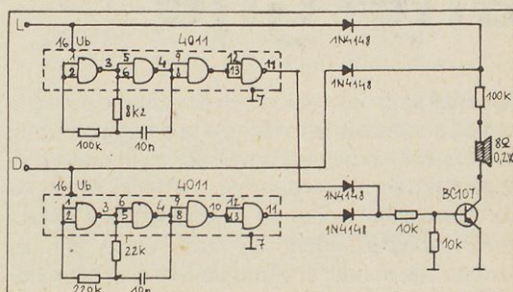 L
16 Ub 4011
1N4148
1 2 3 5 6 4 9 8 12 13 11
7
1N4148
8k2
100k 10n
100k
8Ω
0,2W
D
16 Ub 4011
1N4148
BC107
1 2 3 6 5 4 9 8 10 12 13 11
7
1N4148
10k
22k
10k
220k 10n